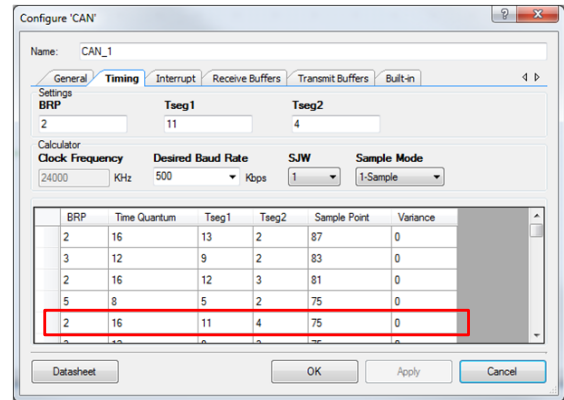 Configure 'CAN'
Name: CAN_1
General Timing Interrupt Receive Buffers Transmit Buffers Built-in
Settings
BRP Tseg1 Tseg2
2 11 4
Calculator
Clock Frequency Desired Baud Rate SJW Sample Mode
24000 KHz 500 Kbps 1 1-Sample
BRP Time Quantum Tseg1 Tseg2 Sample Point Variance
2 16 13 2 87 0
3 12 9 2 83 0
2 16 12 3 81 0
5 8 5 2 75 0
2 16 11 4 75 0
Datasheet OK Apply Cancel